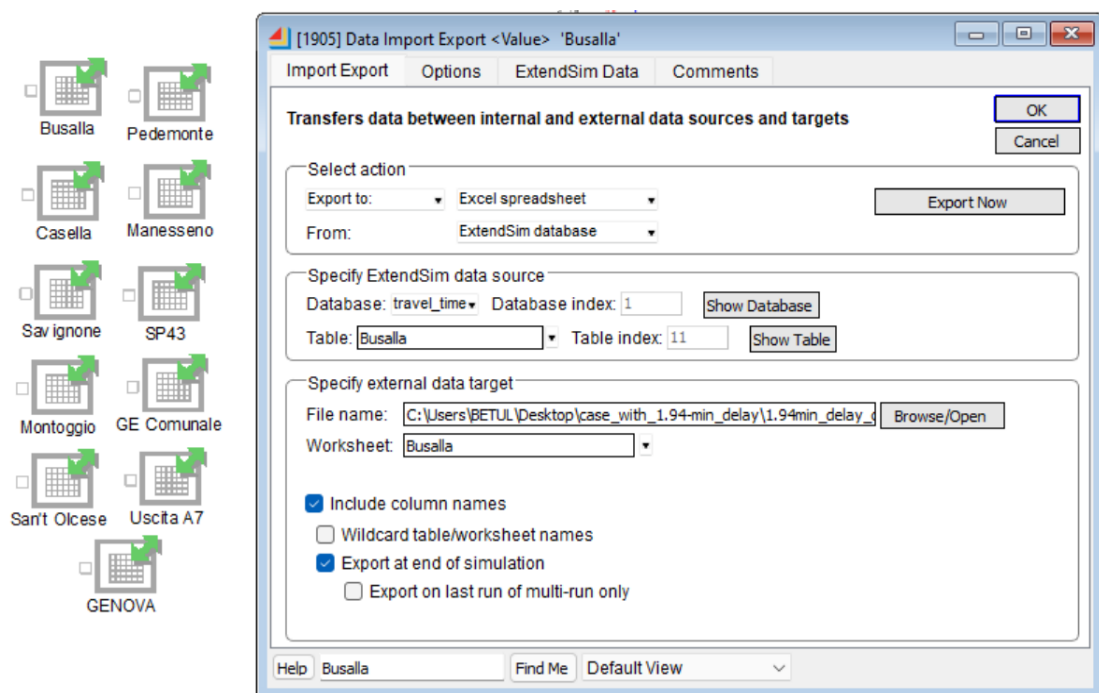 Busalla
Pedemonte
Casella
Manesseno
Savignone
SP43
Montoggio
GE Comunale
San't Olcese
Uscita A7
GENOVA
[1905] Data Import Export <Value> 'Busalla'
Import Export
Options
ExtendSim Data
Comments
Transfers data between internal and external data sources and targets
OK
Cancel
Select action
Export to:
Excel spreadsheet
Export Now
From:
ExtendSim database
Specify ExtendSim data source
Database: travel_time
Database index: 1
Show Database
Table: Busalla
Table index: 11
Show Table
Specify external data target
File name: C:\Users\BETUL\Desktop\case_with_1.94-min_delay\1.94min_delay_
Browse/Open
Worksheet: Busalla
Include column names
Wildcard table/worksheet names
Export at end of simulation
Export on last run of multi-run only
Help
Busalla
Find Me
Default View